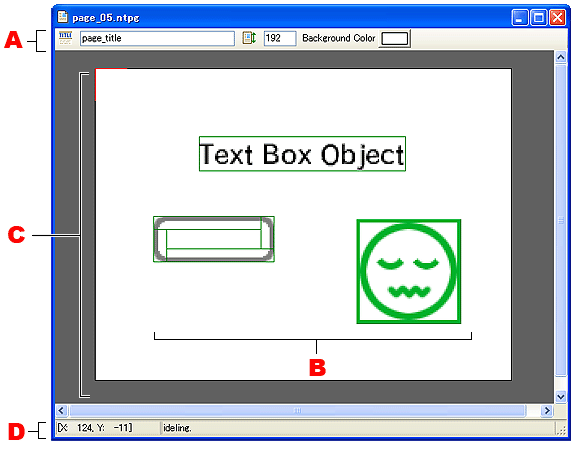 page_05.ntpg
A
TITLE page_title 192 Background Color
Text Box Object
C
B
D
[X: 124, Y: -11] ideling.